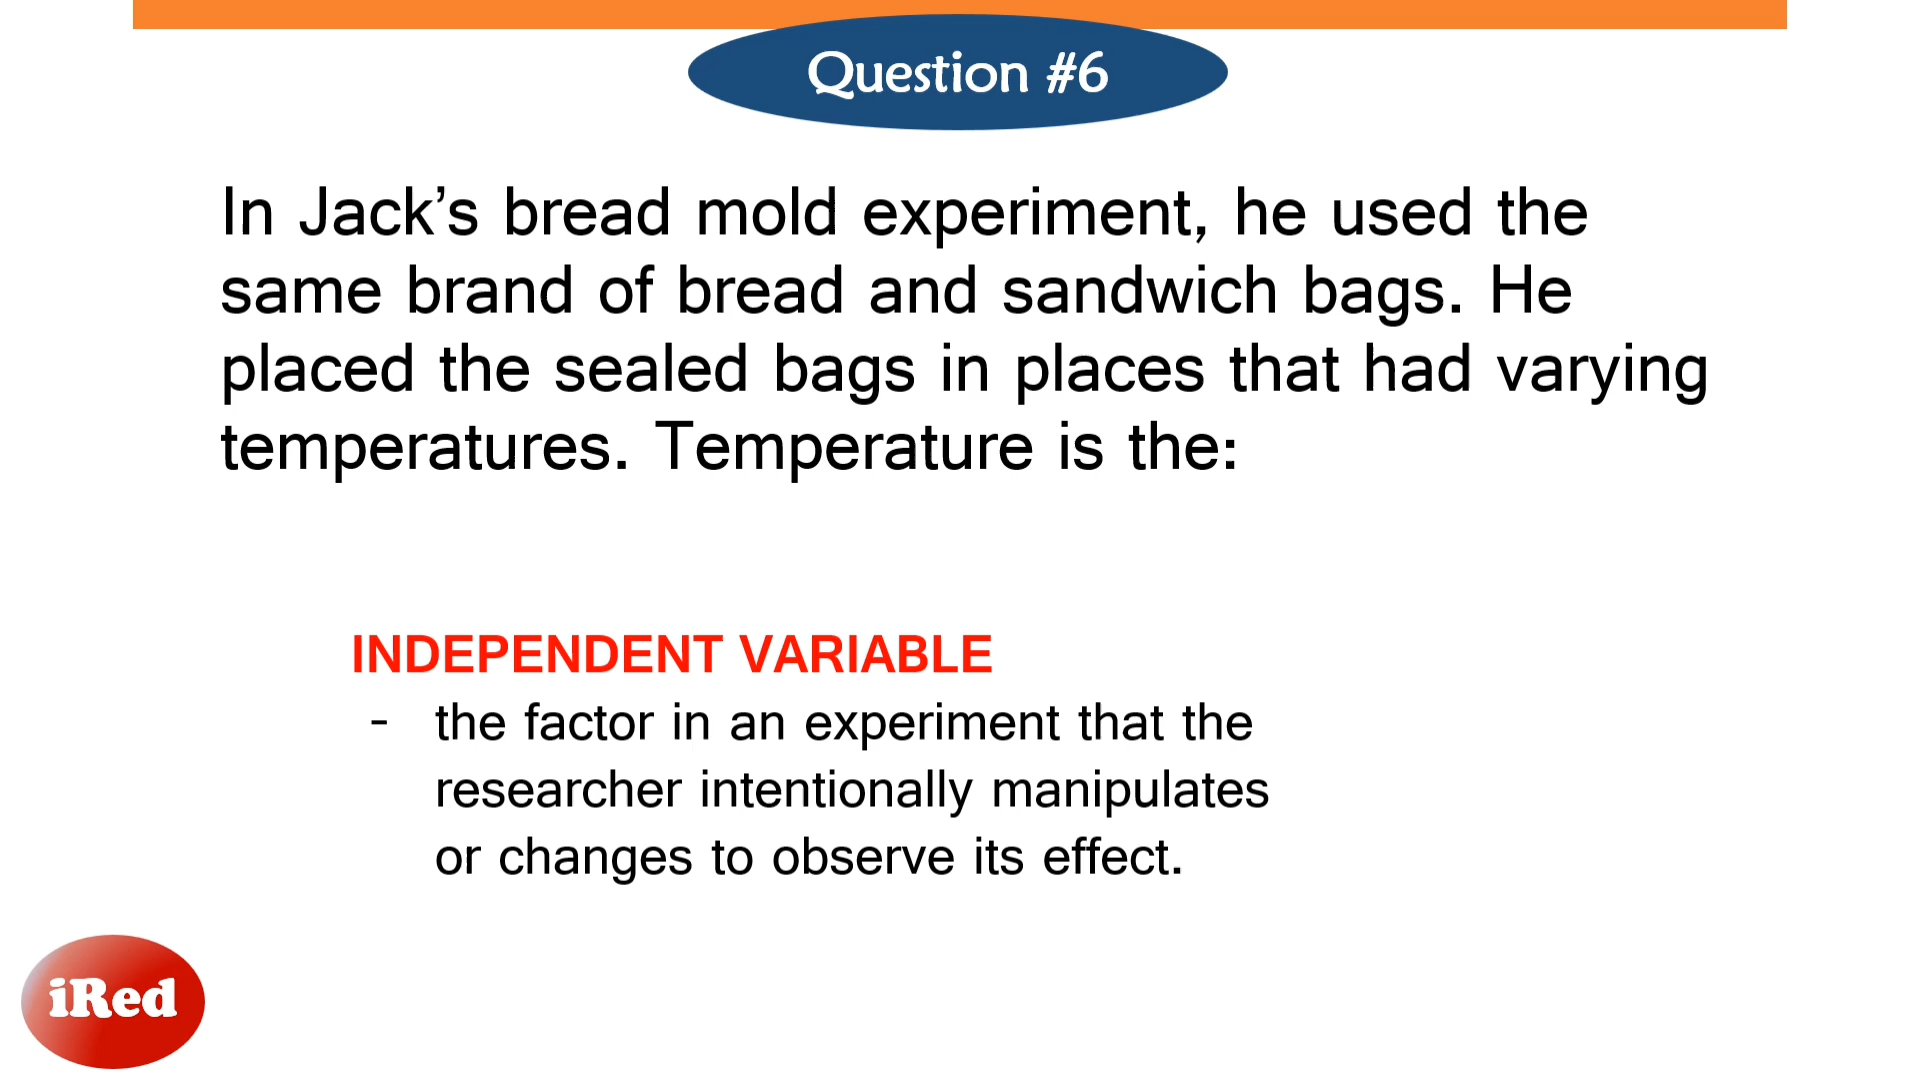 Question #6
In Jack’s bread mold experiment, he used the
same brand of bread and sandwich bags. He
placed the sealed bags in places that had varying
temperatures. Temperature is the:
INDEPENDENT VARIABLE
- the factor in an experiment that the
researcher intentionally manipulates
or changes to observe its effect.
iRed